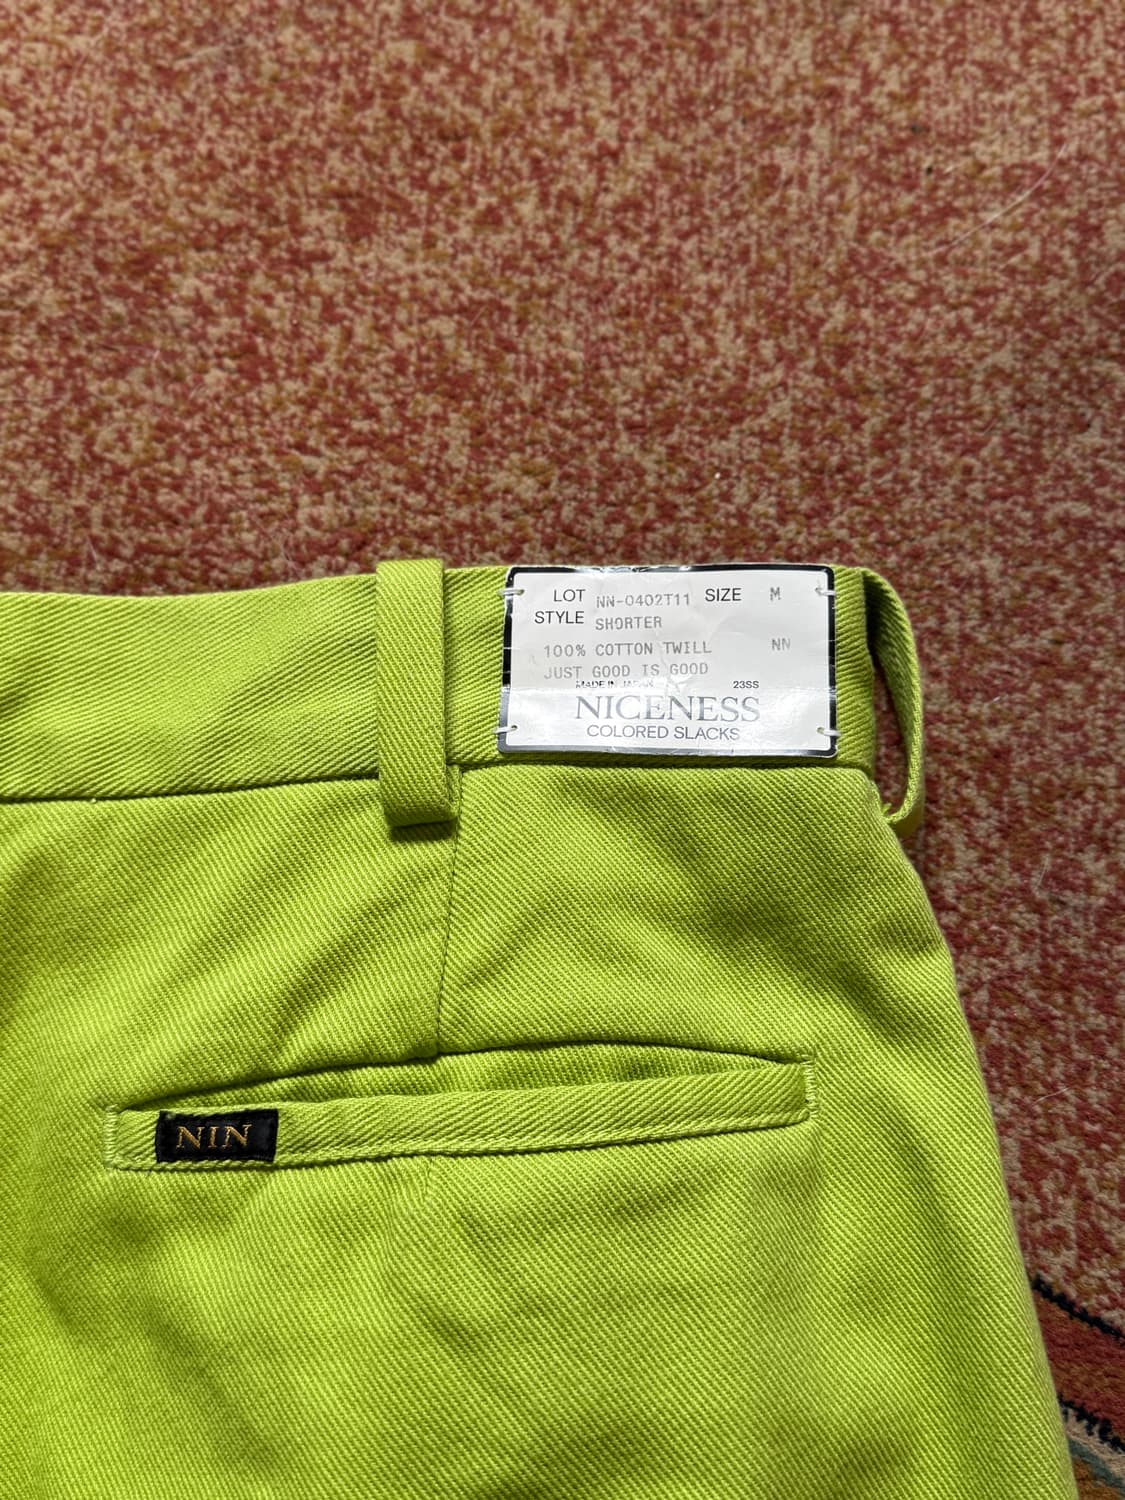 LOT NN-0402T11 SIZE M
STYLE SHORTER
100% COTTON TWILL NN
JUST GOOD IS GOOD
MADE IN JAPAN 23SS
NICENESS
COLORED SLACKS
NIN